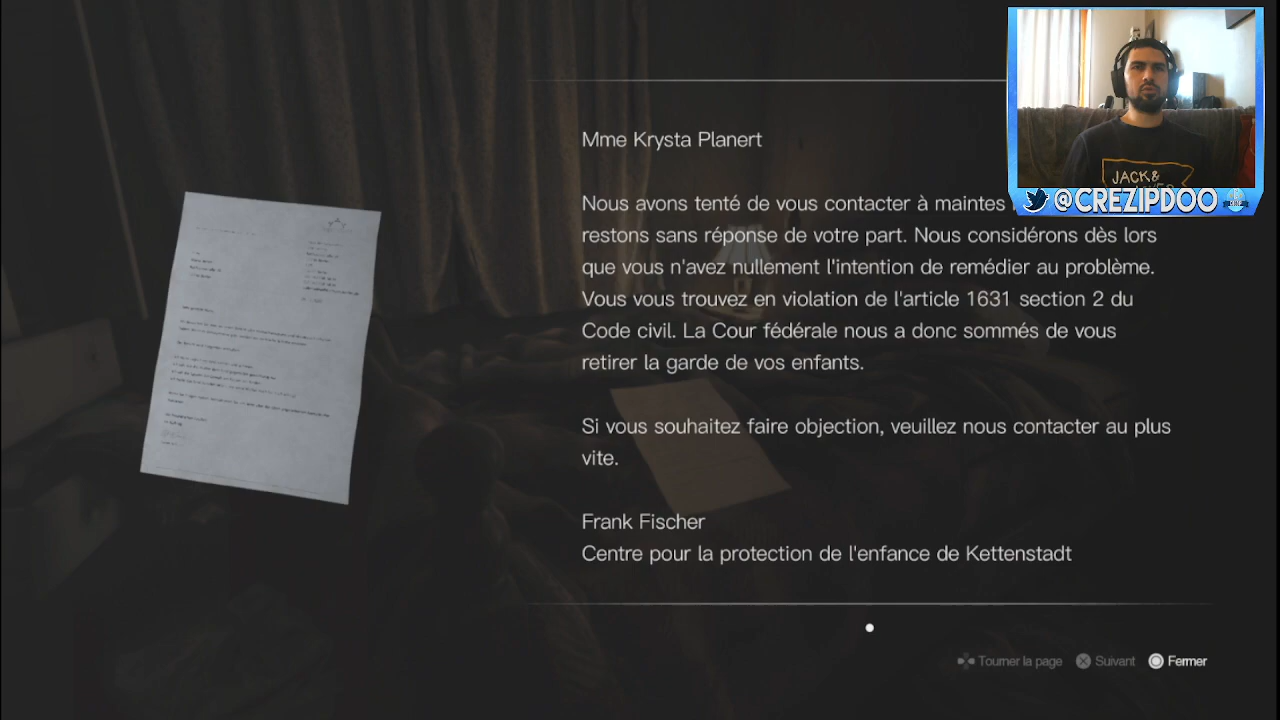 Mme Krysta Planert
Nous avons tenté de vous contacter à maintes
restons sans réponse de votre part. Nous considérons dès lors
que vous n'avez nullement l'intention de remédier au problème.
Vous vous trouvez en violation de l'article 1631 section 2 du
Code civil. La Cour fédérale nous a donc sommés de vous
retirer la garde de vos enfants.
Si vous souhaitez faire objection, veuillez nous contacter au plus
vite.
Frank Fischer
Centre pour la protection de l'enfance de Kettenstadt
Tourner la page
Suivant
Fermer
JACK&
@CREZIPDOO